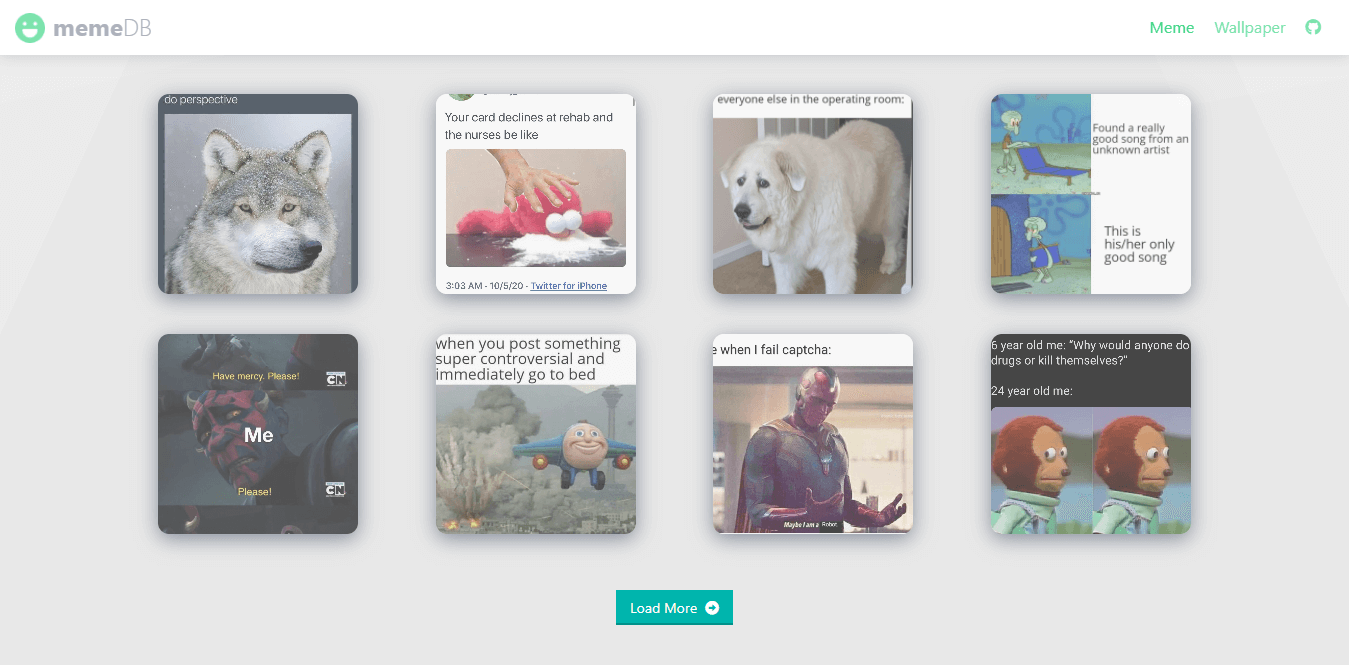 memeDB
Meme
Wallpaper
do perspective
Your card declines at rehab and
the nurses be like
3:03 AM - 10/5/20 · Twitter for iPhone
everyone else in the operating room:
Found a really
good song from an
unknown artist
This is
his/her only
good song
Have mercy. Please!
CN
Me
Please!
CN
when you post something
super controversial and
immediately go to bed
when I fail captcha:
Maybe I am a Robot.
6 year old me: “Why would anyone do
drugs or kill themselves?”
24 year old me:
Load More